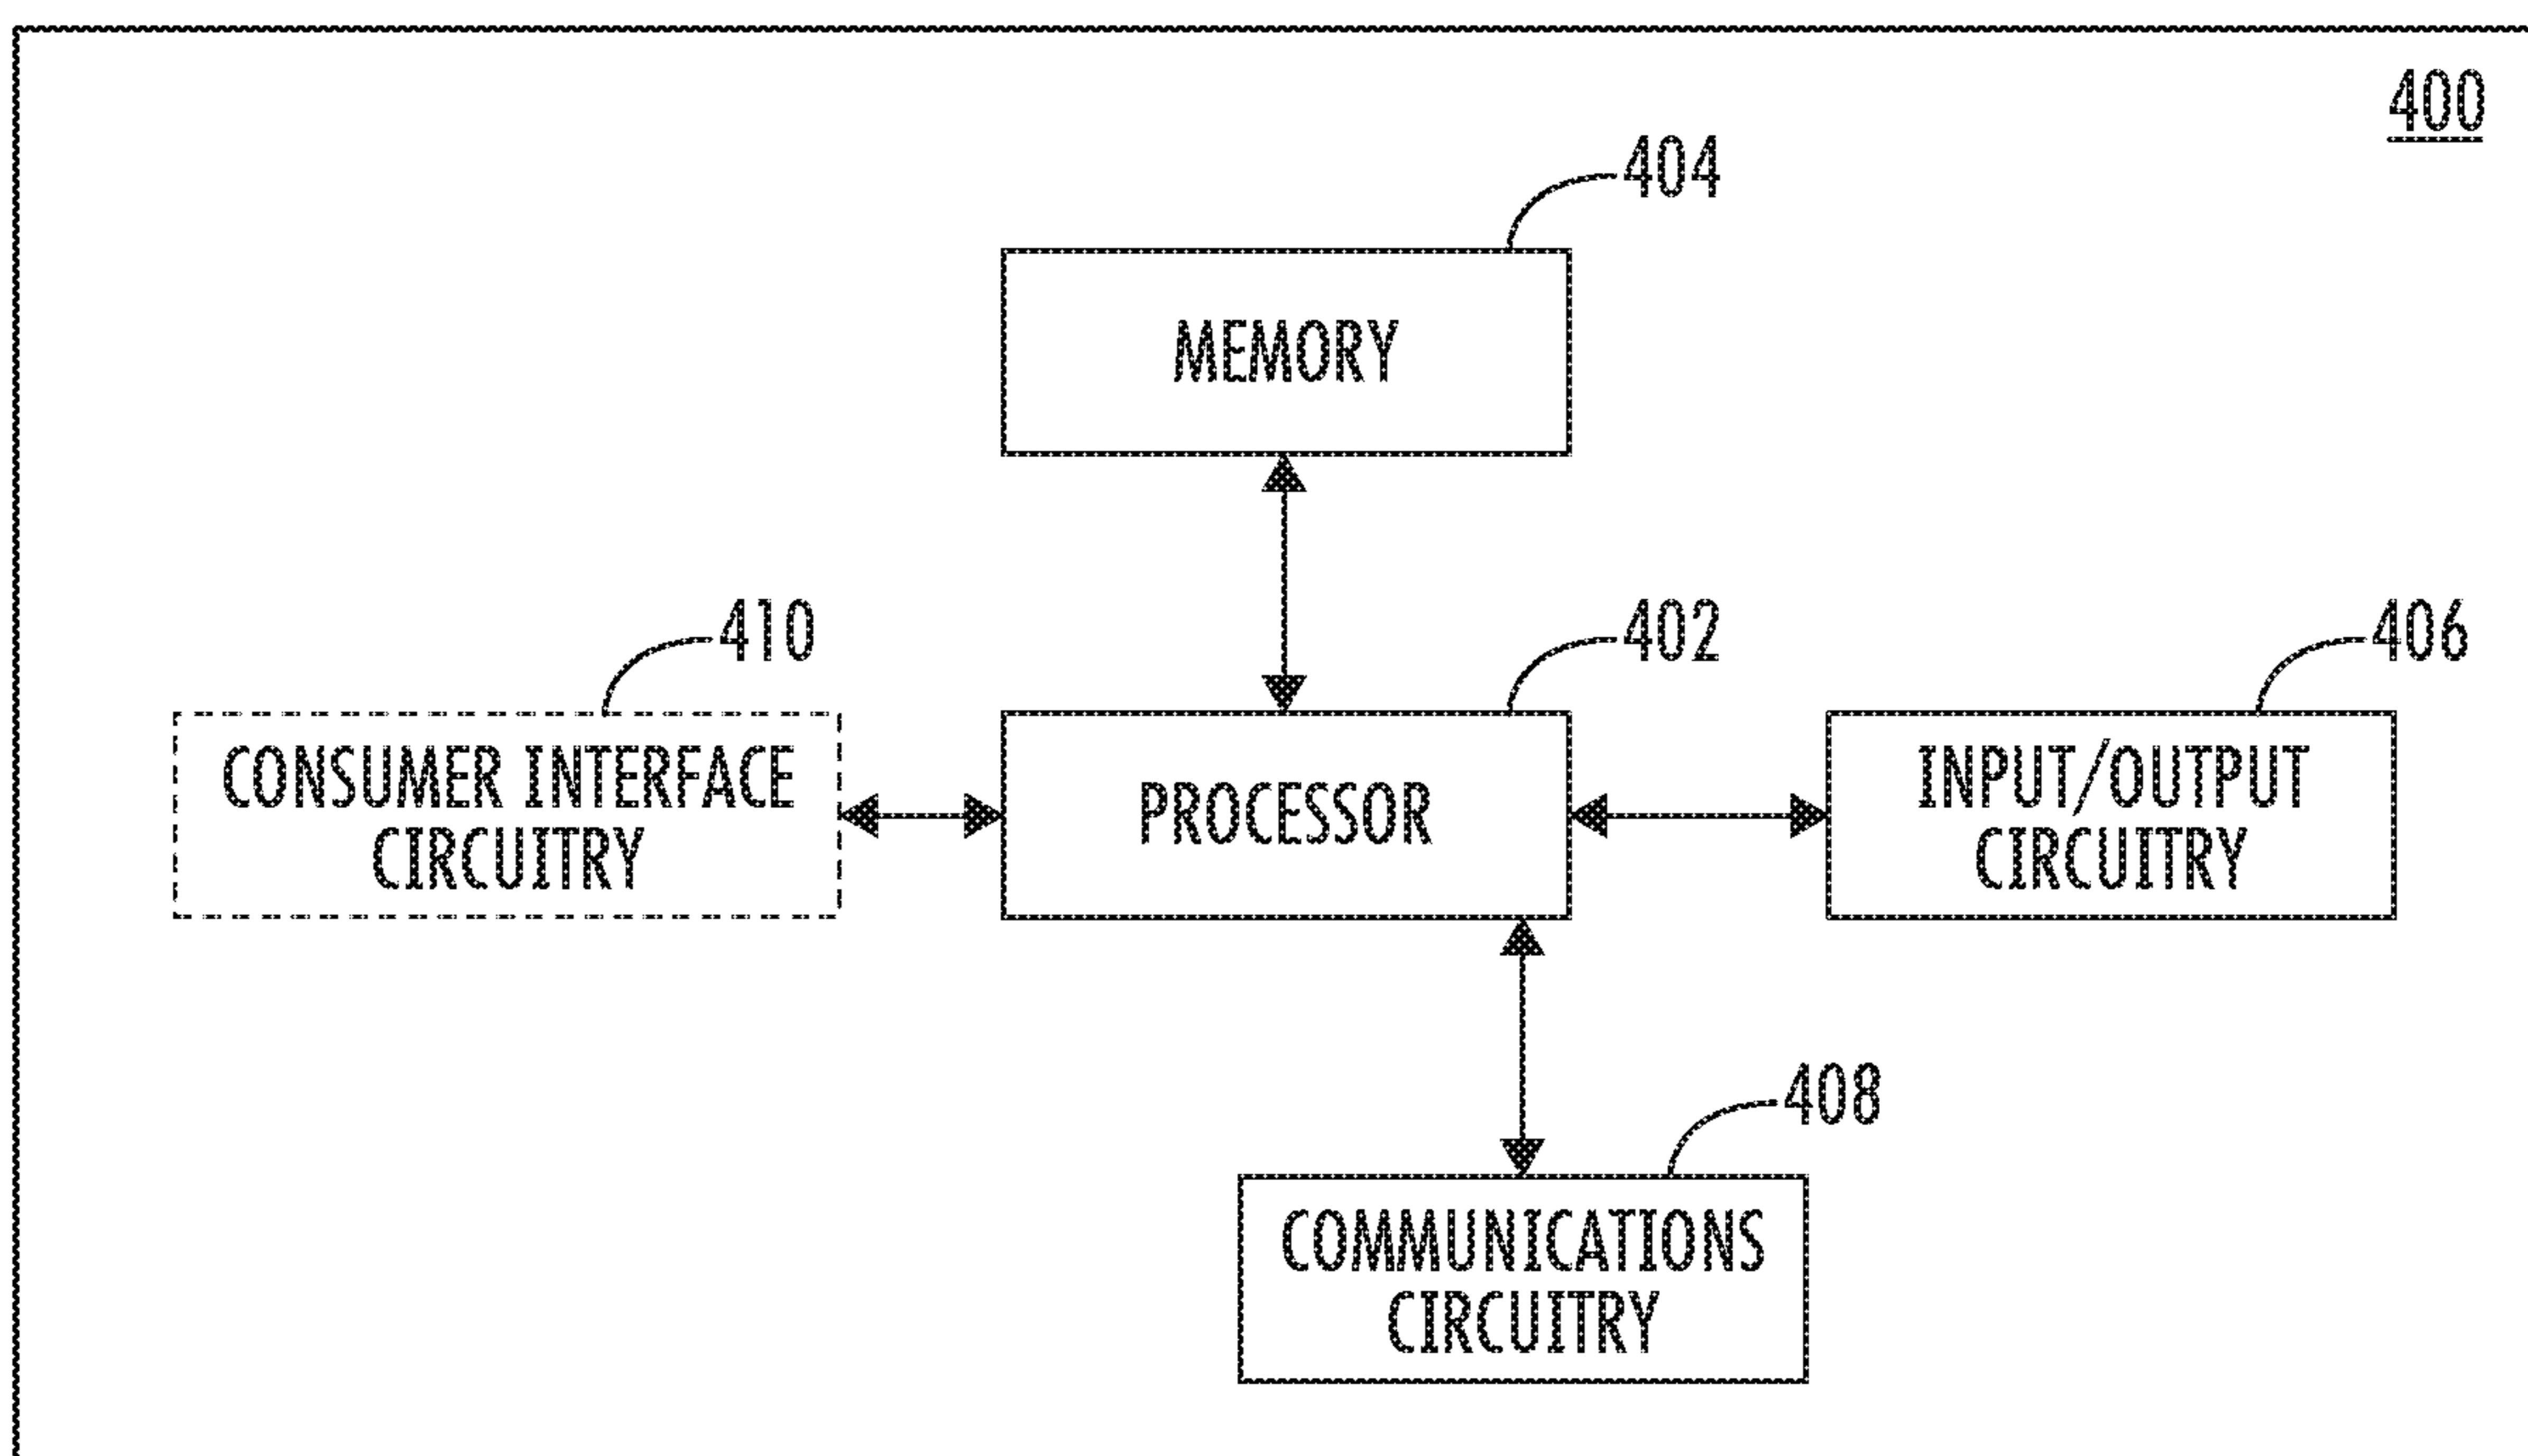 400
404
MEMORY
410
402
406
CONSUMER INTERFACE
CIRCUITRY
PROCESSOR
INPUT/OUTPUT
CIRCUITRY
408
COMMUNICATIONS
CIRCUITRY